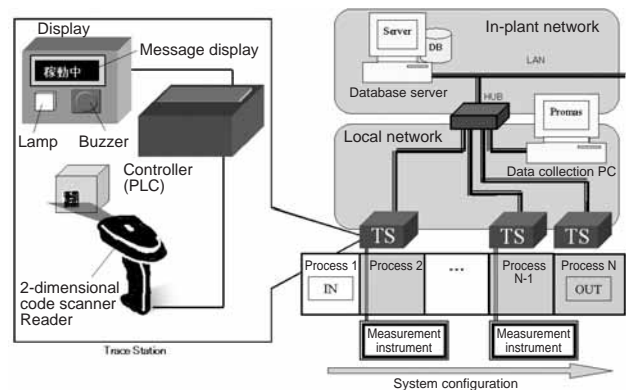 Display
Message display
稼動中
Lamp
Buzzer
Controller
(PLC)
2-dimensional
code scanner
Reader
Trace Station
In-plant network
Server
DB
LAN
Database server
HUB
Promas
Local network
Data collection PC
TS
TS
TS
Process 1
Process 2
...
Process
N-1
Process N
IN
OUT
Measurement
instrument
Measurement
instrument
System configuration